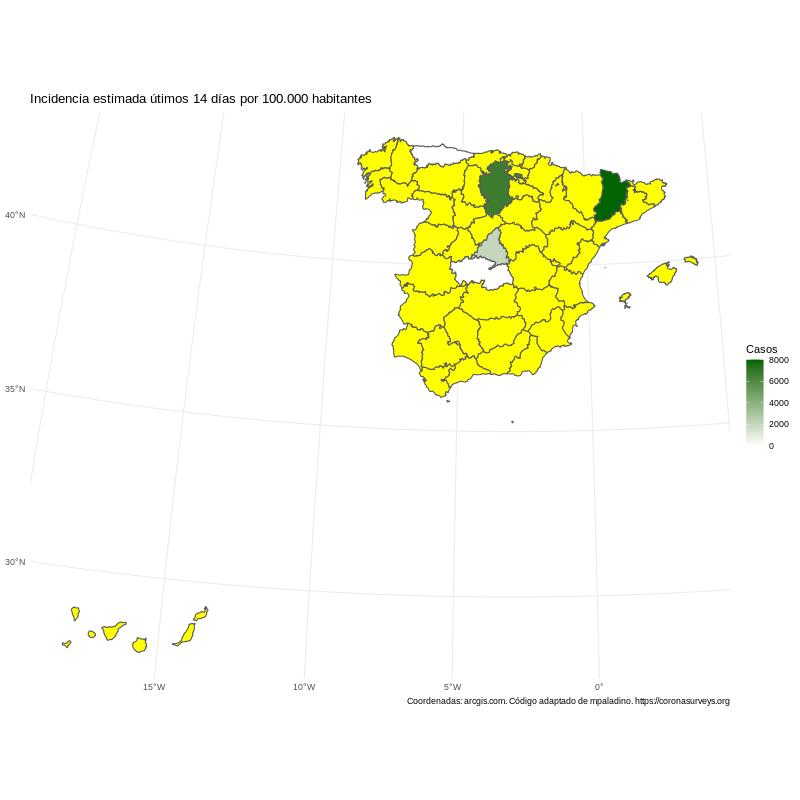 Incidencia estimada útimos 14 días por 100.000 habitantes
40°N
35°N
30°N
15°W
10°W
5°W
0°
Casos
8000
6000
4000
2000
0
Coordenadas: arcgis.com. Código adaptado de mpaladino. https://coronasurveys.org